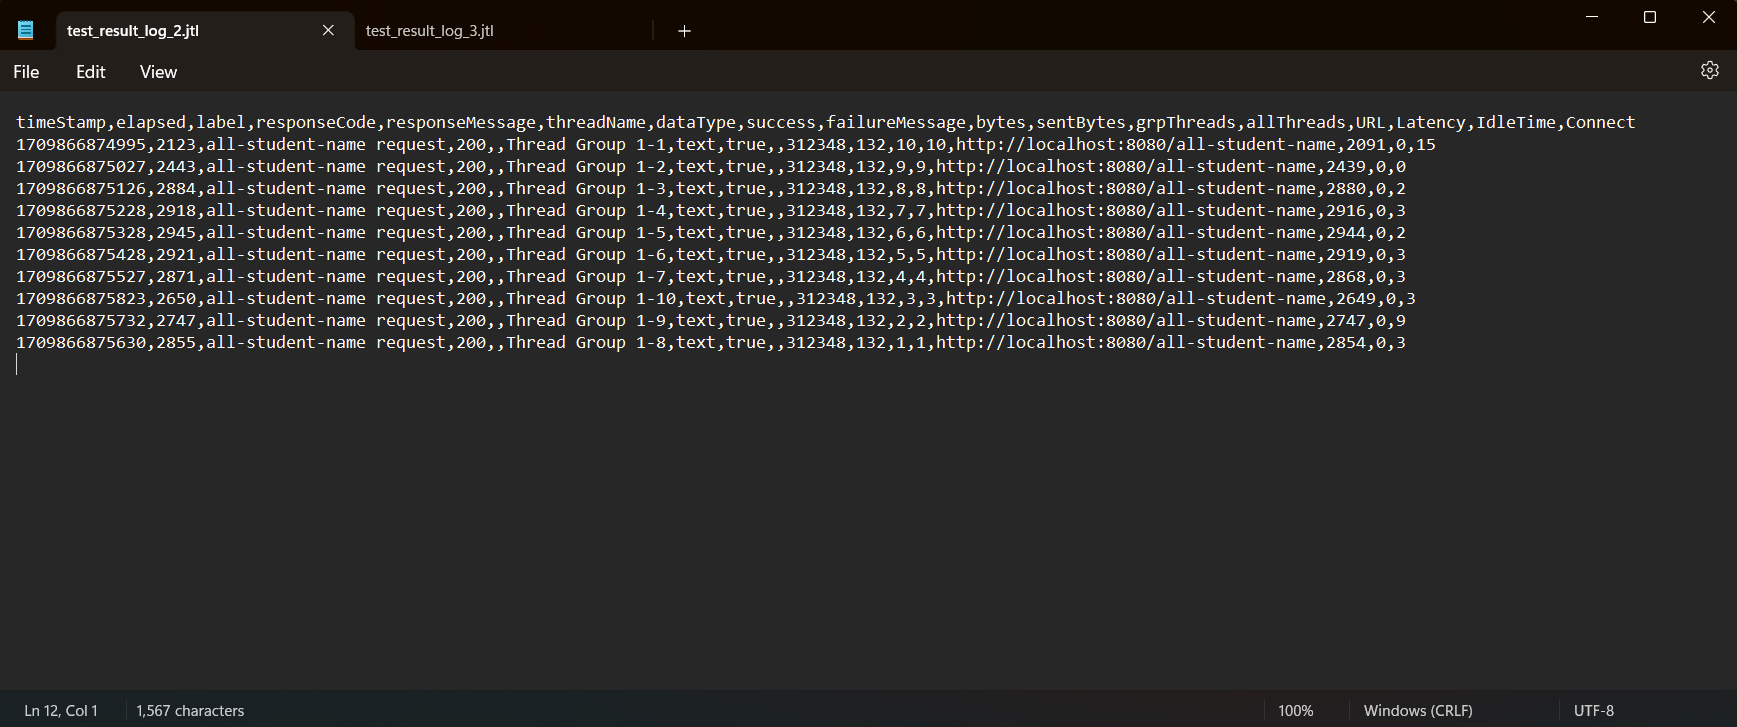 test_result_log_2.jtl
test_result_log_3.jtl
File Edit View
timeStamp,elapsed,label,responseCode,responseMessage,threadName,dataType,success,failureMessage,bytes,sentBytes,grpThreads,allThreads,URL,Latency,IdleTime,Connect
1709866874995,2123,all-student-name request,200,,Thread Group 1-1,text,true,,312348,132,10,10,http://localhost:8080/all-student-name,2091,0,15
1709866875027,2443,all-student-name request,200,,Thread Group 1-2,text,true,,312348,132,9,9,http://localhost:8080/all-student-name,2439,0,0
1709866875126,2884,all-student-name request,200,,Thread Group 1-3,text,true,,312348,132,8,8,http://localhost:8080/all-student-name,2880,0,2
1709866875228,2918,all-student-name request,200,,Thread Group 1-4,text,true,,312348,132,7,7,http://localhost:8080/all-student-name,2916,0,3
1709866875328,2945,all-student-name request,200,,Thread Group 1-5,text,true,,312348,132,6,6,http://localhost:8080/all-student-name,2944,0,2
1709866875428,2921,all-student-name request,200,,Thread Group 1-6,text,true,,312348,132,5,5,http://localhost:8080/all-student-name,2919,0,3
1709866875527,2871,all-student-name request,200,,Thread Group 1-7,text,true,,312348,132,4,4,http://localhost:8080/all-student-name,2868,0,3
1709866875823,2650,all-student-name request,200,,Thread Group 1-10,text,true,,312348,132,3,3,http://localhost:8080/all-student-name,2649,0,3
1709866875732,2747,all-student-name request,200,,Thread Group 1-9,text,true,,312348,132,2,2,http://localhost:8080/all-student-name,2747,0,9
1709866875630,2855,all-student-name request,200,,Thread Group 1-8,text,true,,312348,132,1,1,http://localhost:8080/all-student-name,2854,0,3
Ln 12, Col 1 1,567 characters 100% Windows (CRLF) UTF-8